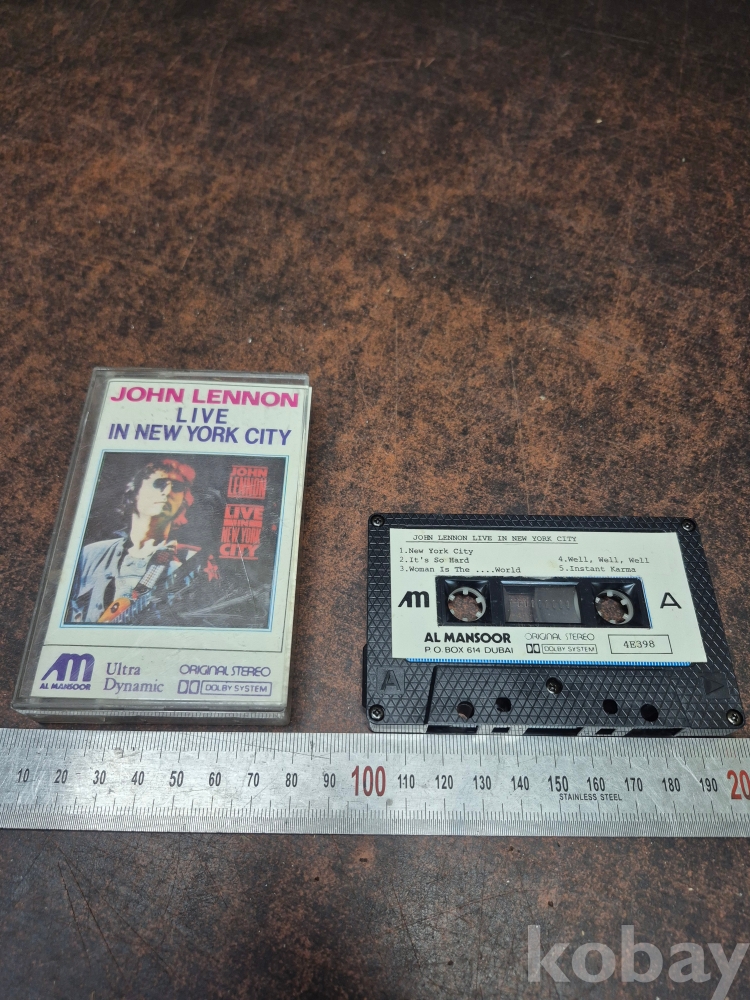 JOHN LENNON
LIVE
IN NEW YORK CITY
JOHN
LENNON
LIVE
IN
NEW YORK
CITY
AM
AL MANSOOR
Ultra
Dynamic
ORIGINAL STEREO
DOLBY SYSTEM
JOHN LENNON LIVE IN NEW YORK CITY
1.New York City
2.It's So Hard
3.Woman Is The ....World
4.Well, Well, Well
5.Instant Karma
AM
A
AL MANSOOR
P.O.BOX 614 DUBAI
ORIGINAL STEREO
DOLBY SYSTEM
4E398
A
10 20 30 40 50 60 70 80 90 100 110 120 130 140 150 160 170 180 190 20
STAINLESS STEEL
kobay